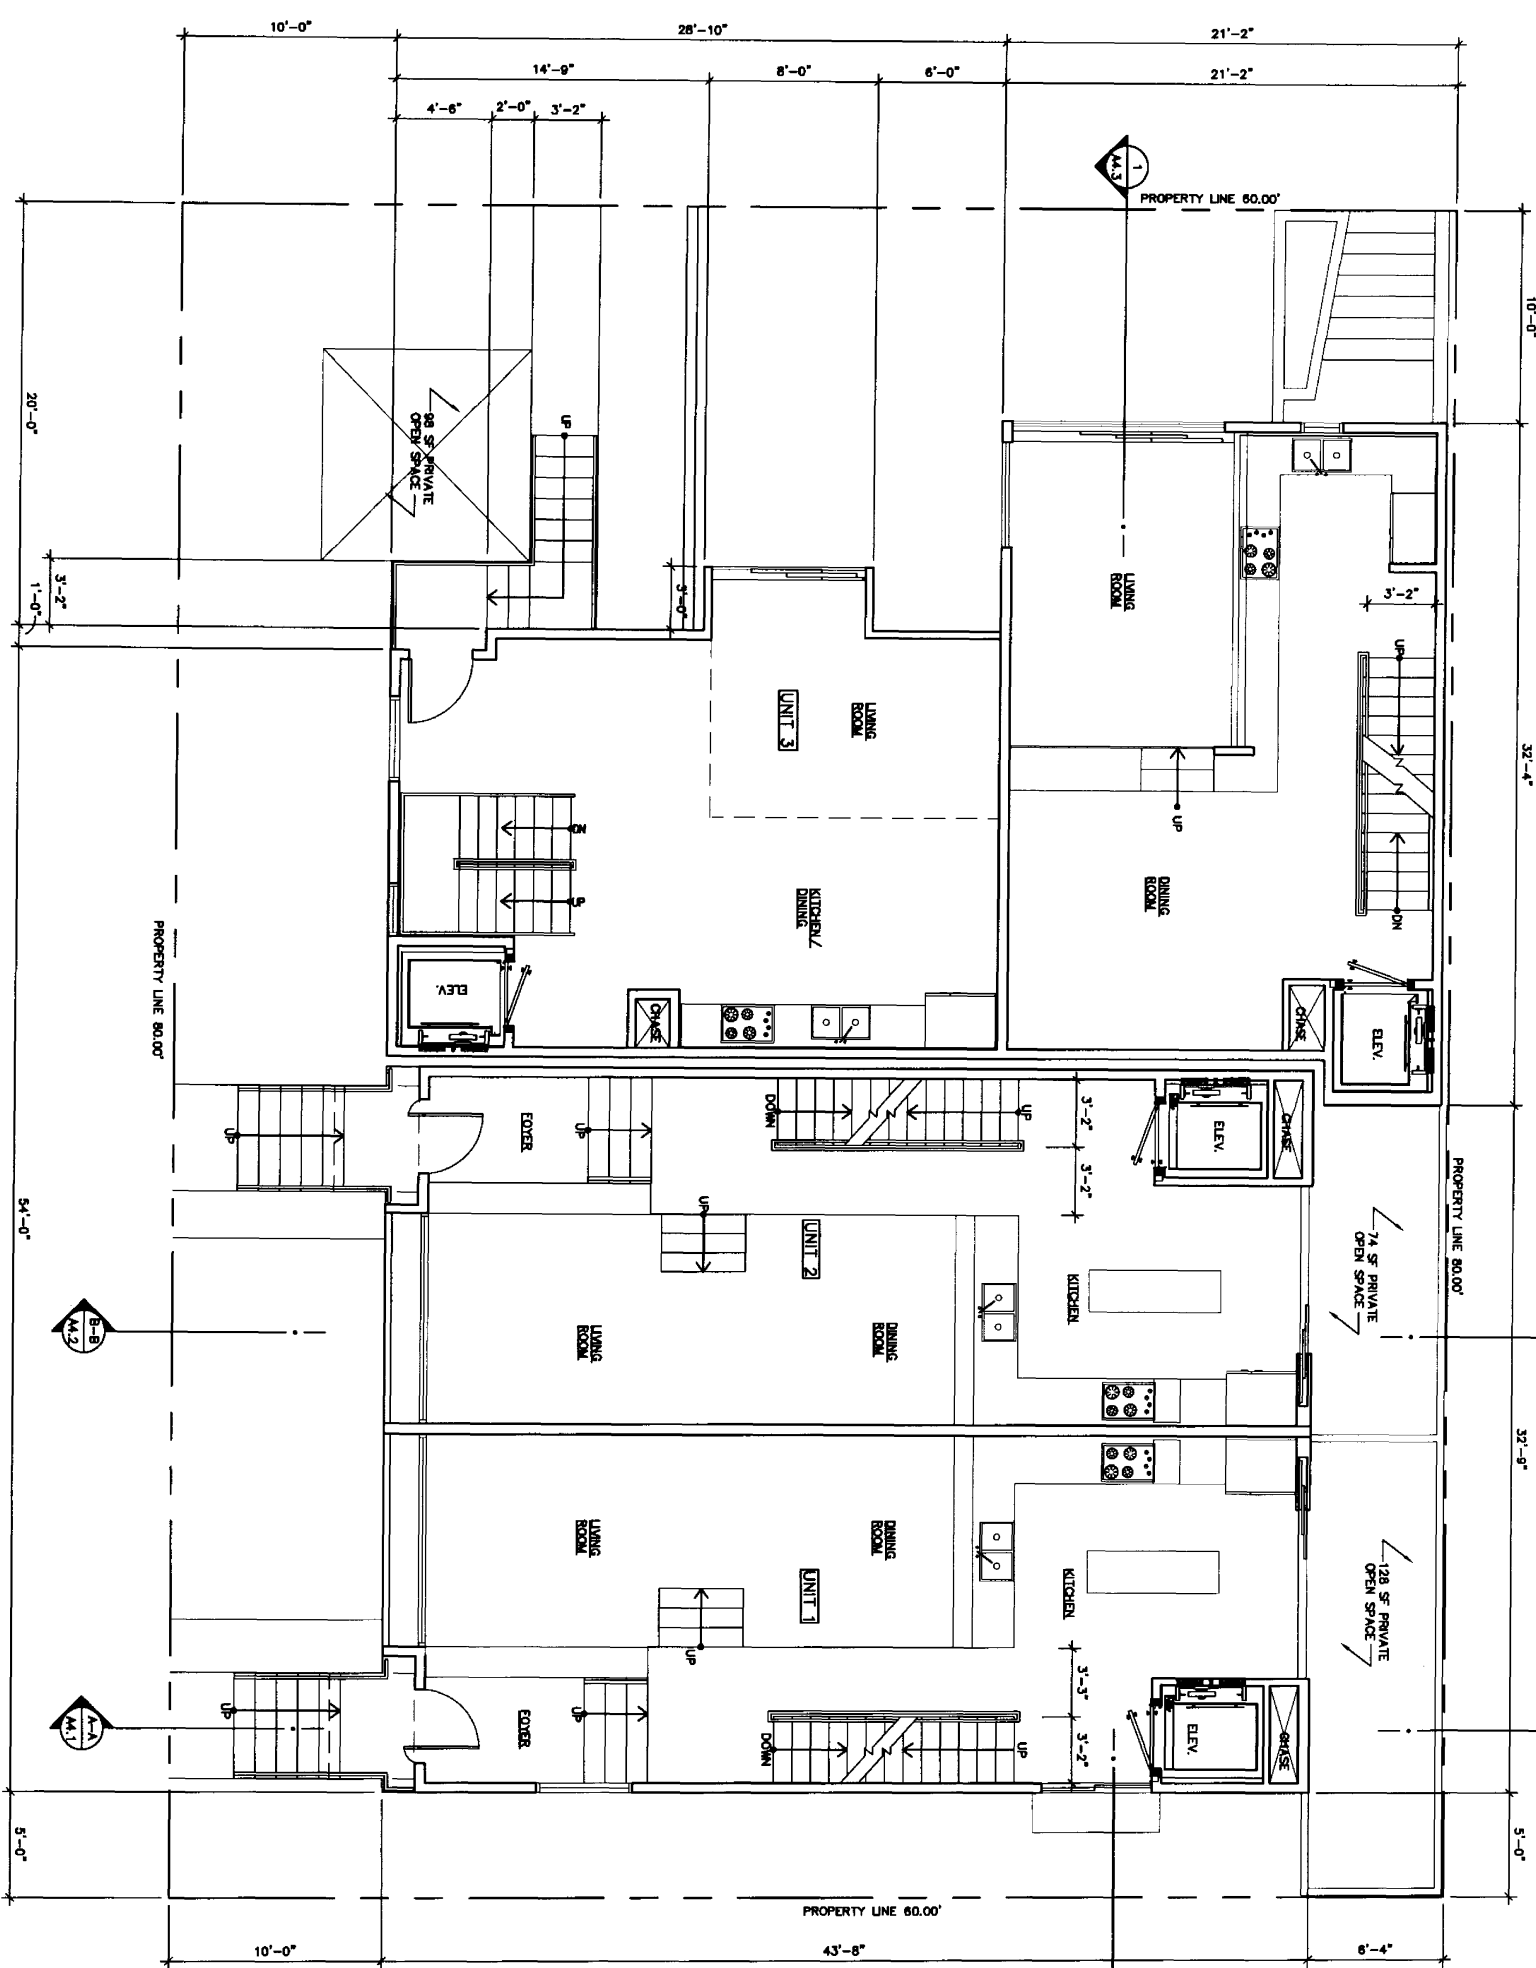 10'-0"
28'-10"
21'-2"
14'-9"
8'-0"
6'-0"
21'-2"
4'-6"
2'-0"
3'-2"
1
A4.3
PROPERTY LINE 60.00'
10'-0"
20'-0"
98 SF PRIVATE
OPEN SPACE
UP
3'-2"
1'-0"
3'-0"
LIVING
ROOM
3'-2"
UP
32'-4"
UNIT 3
LIVING
ROOM
UP
DN
UP
KITCHEN/
DINING
DINING
ROOM
DN
PROPERTY LINE 80.00'
ELEV.
CHASE
CHASE
ELEV.
UP
FOYER
UP
DOWN
UP
3'-2"
3'-2"
ELEV.
CHASE
PROPERTY LINE 80.00'
54'-0"
UP
UNIT 2
74 SF PRIVATE
OPEN SPACE
KITCHEN
B-B
A4.2
LIVING
ROOM
DINING
ROOM
32'-9"
LIVING
ROOM
DINING
ROOM
UNIT 1
KITCHEN
128 SF PRIVATE
OPEN SPACE
UP
3'-3"
3'-2"
A-A
A4.1
UP
FOYER
UP
DOWN
UP
ELEV.
CHASE
5'-0"
5'-0"
PROPERTY LINE 60.00'
10'-0"
43'-8"
6'-4"